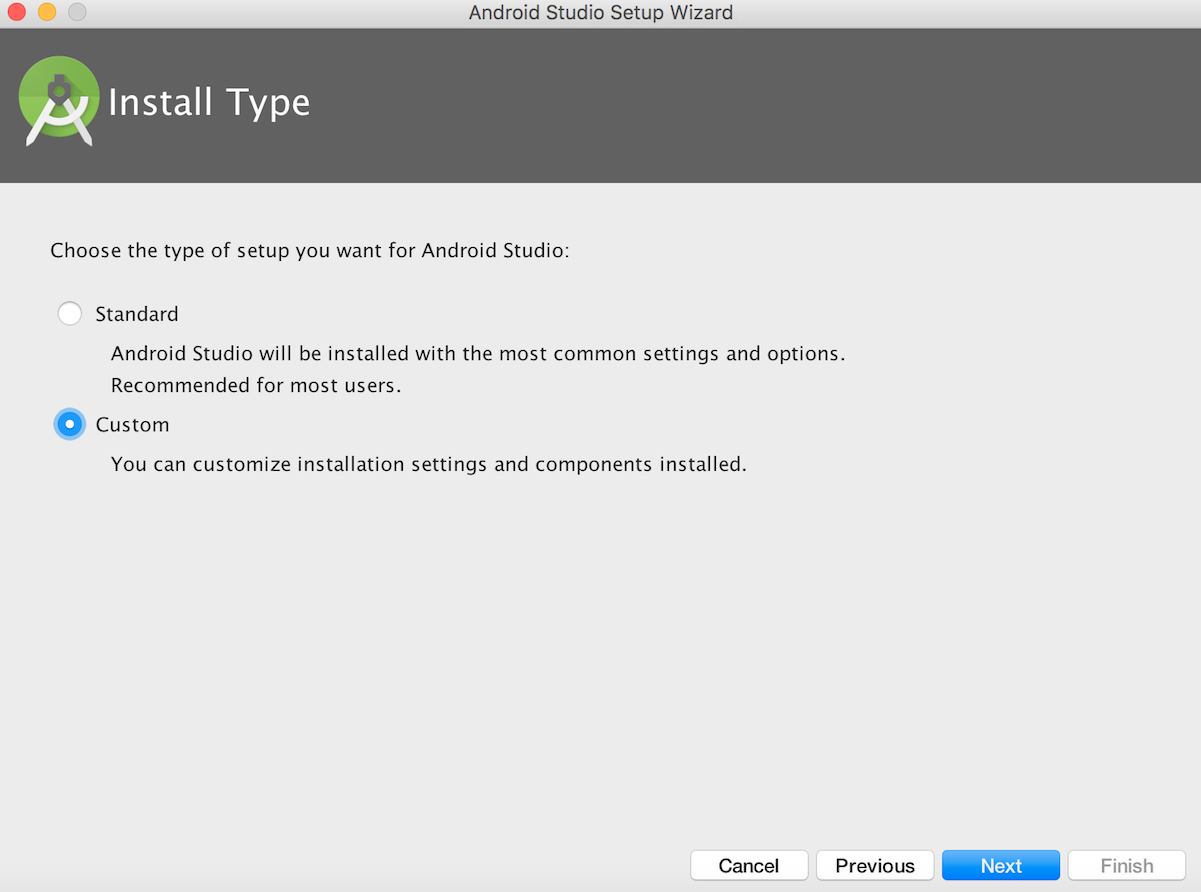 Android Studio Setup Wizard
Install Type
Choose the type of setup you want for Android Studio:
Standard
Android Studio will be installed with the most common settings and options.
Recommended for most users.
Custom
You can customize installation settings and components installed.
Cancel
Previous
Next
Finish